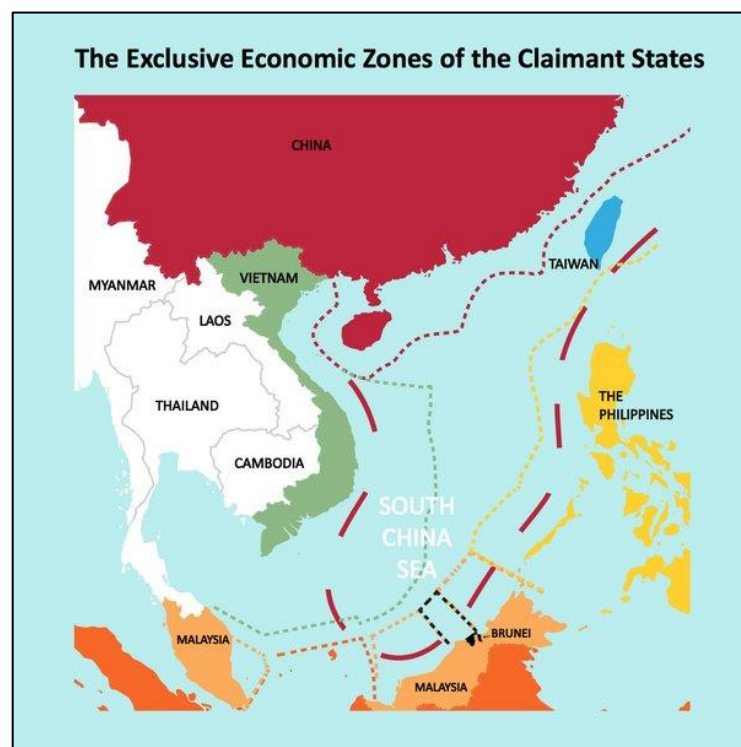 The Exclusive Economic Zones of the Claimant States
CHINA
TAIWAN
VIETNAM
MYANMAR
LAOS
THAILAND
THE
PHILIPPINES
CAMBODIA
SOUTH
CHINA
SEA
MALAYSIA
BRUNEI
MALAYSIA